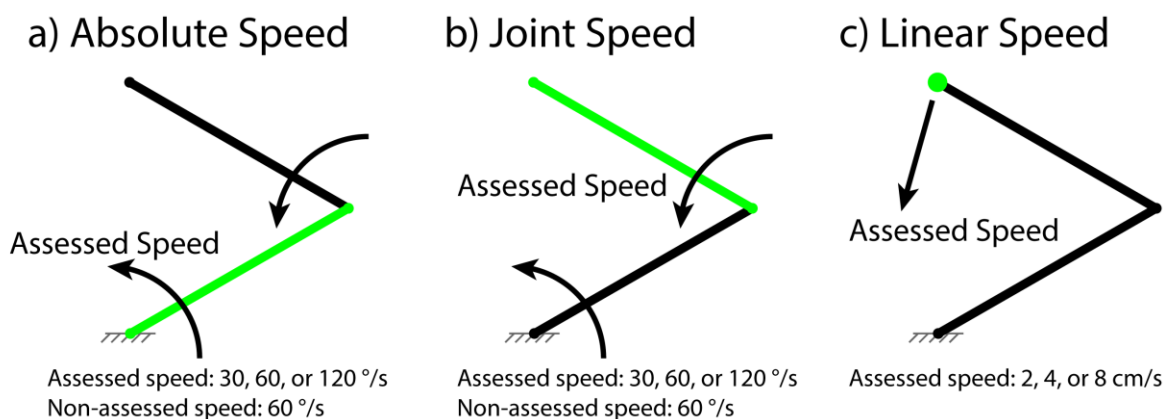 a) Absolute Speed
Assessed Speed
Assessed speed: 30, 60, or 120 °/s
Non-assessed speed: 60 °/s
b) Joint Speed
Assessed Speed
Assessed speed: 30, 60, or 120 °/s
Non-assessed speed: 60 °/s
c) Linear Speed
Assessed Speed
Assessed speed: 2, 4, or 8 cm/s